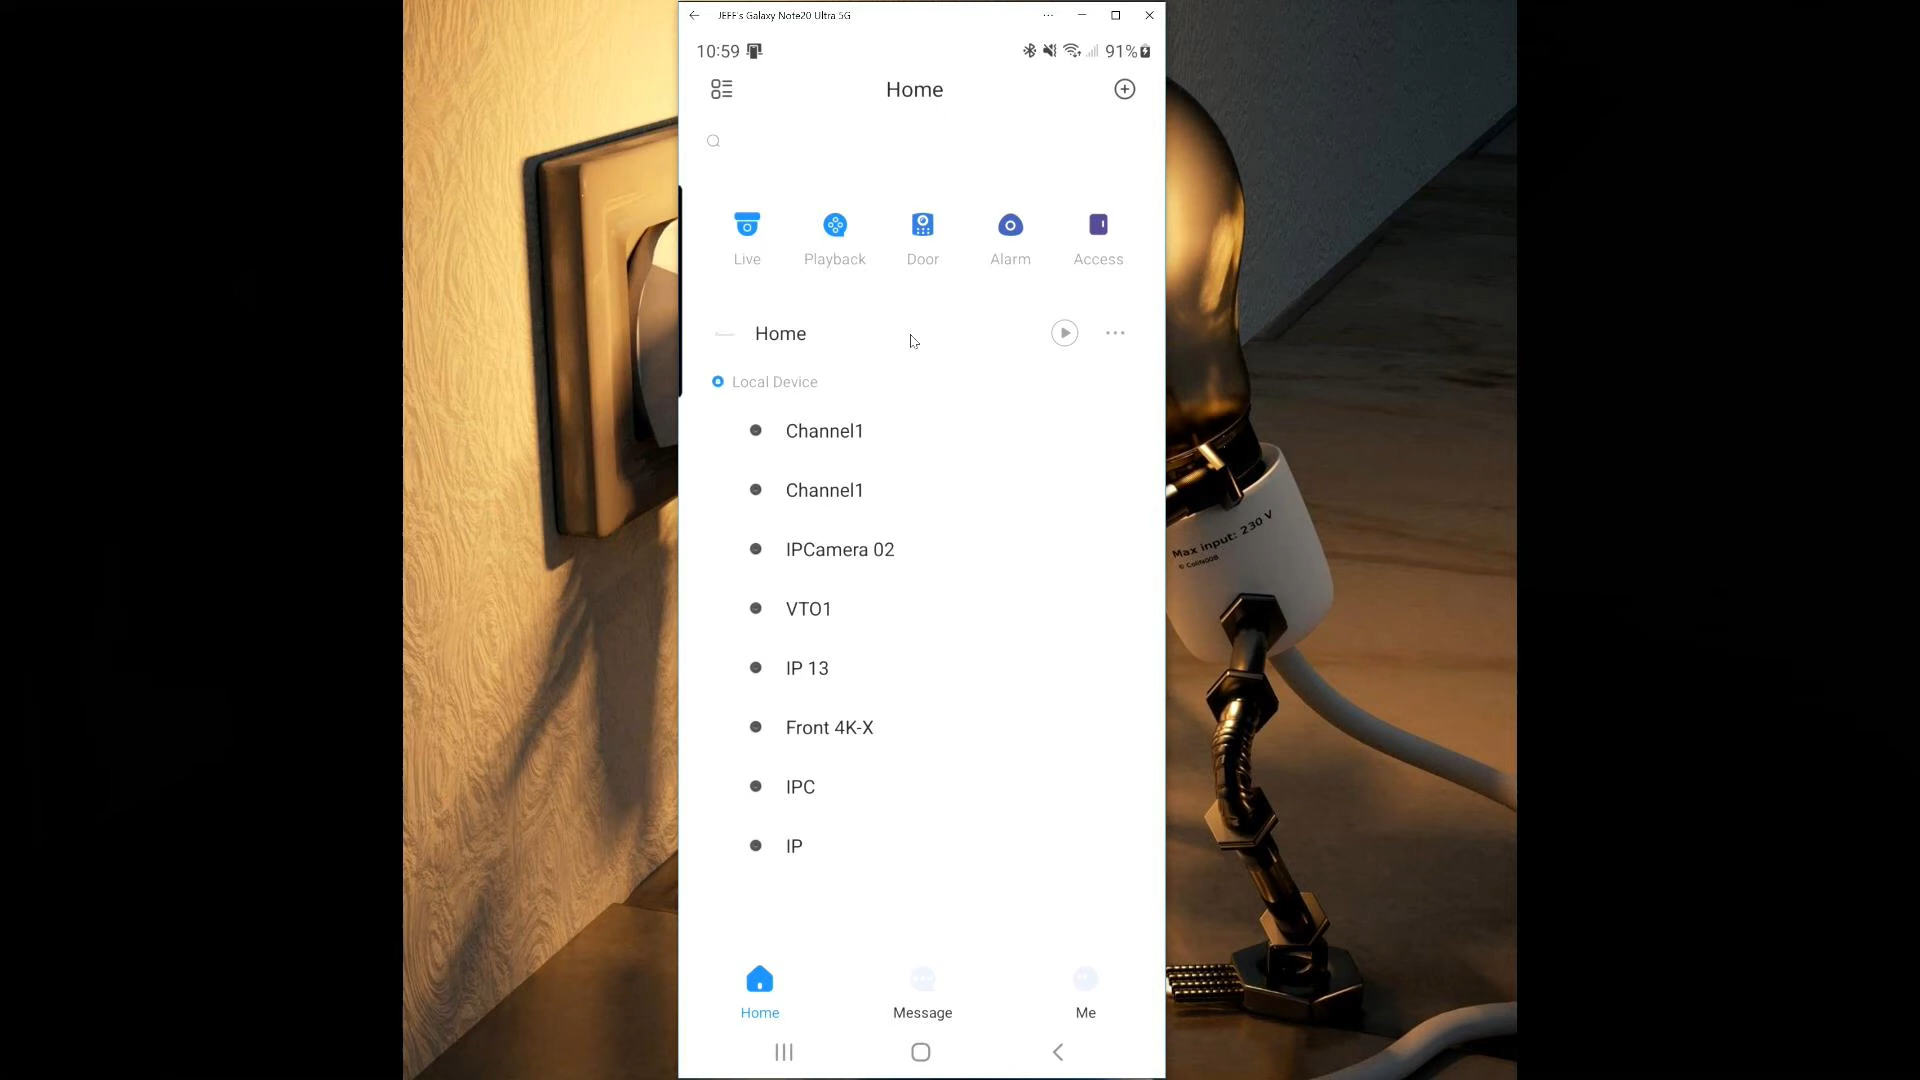 JEFF's Galaxy Note20 Ultra 5G
10:59
91%
Home
Live
Playback
Door
Alarm
Access
Home
Local Device
Channel1
Channel1
IPCamera 02
VTO1
IP 13
Front 4K-X
IPC
IP
Home
Message
Me
Max input: 230 V